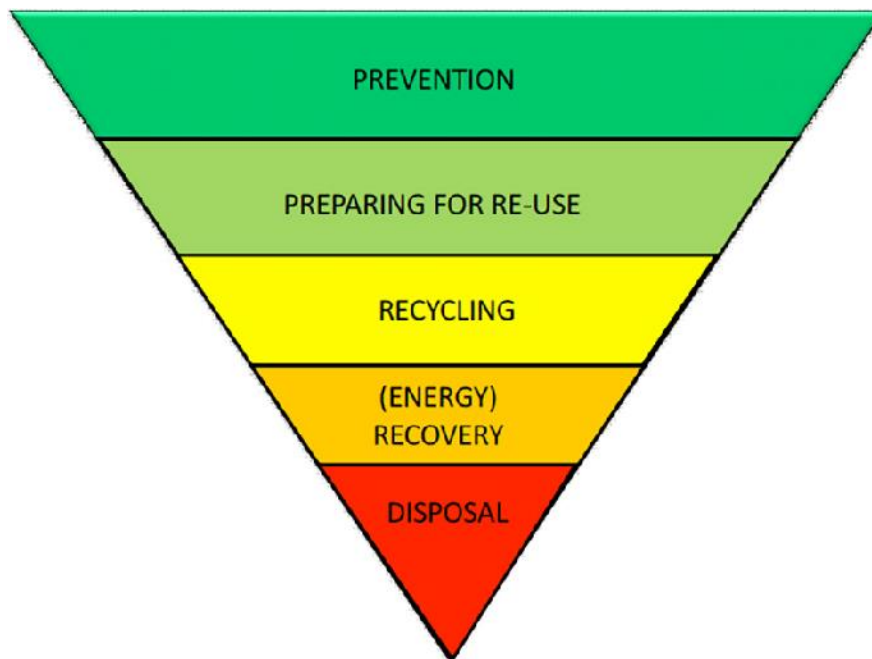 PREVENTION
PREPARING FOR RE-USE
RECYCLING
(ENERGY)
RECOVERY
DISPOSAL